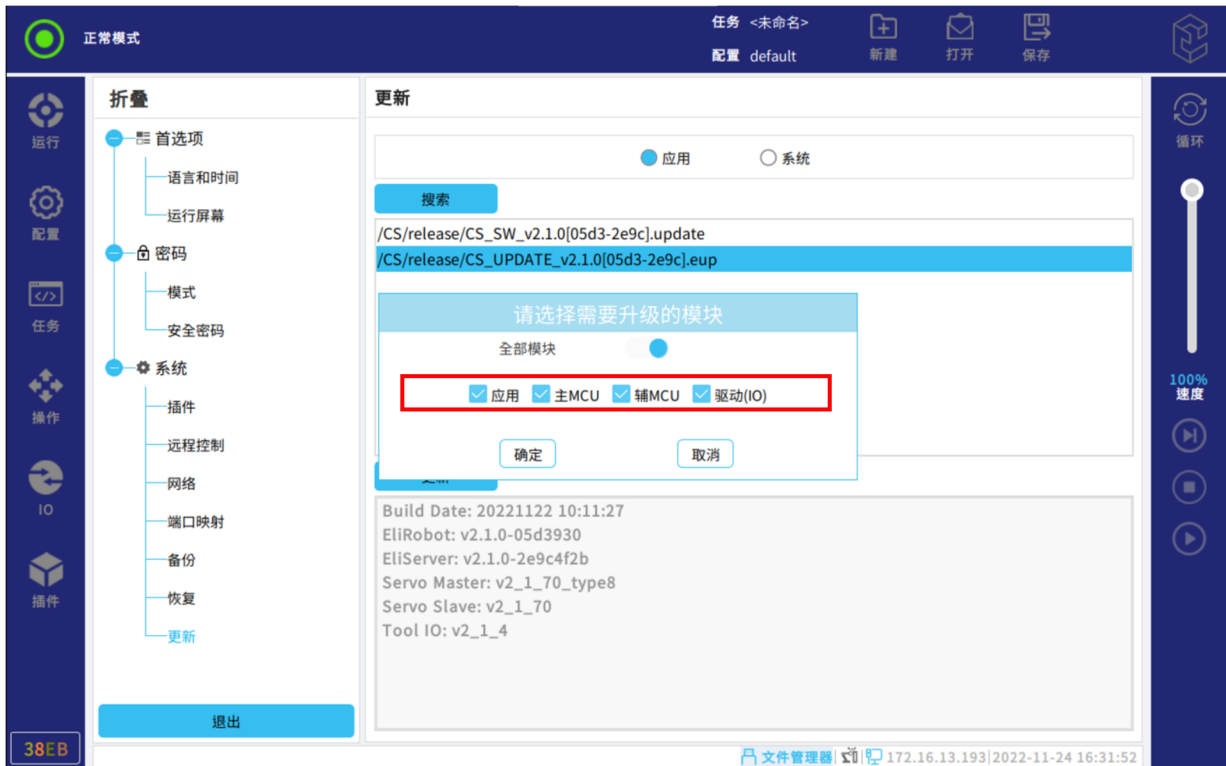 正常模式
任务 <未命名>
配置 default
新建
打开
保存
运行
配置
任务
操作
IO
插件
38EB
折叠
首选项
语言和时间
运行屏幕
密码
模式
安全密码
系统
插件
远程控制
网络
端口映射
备份
恢复
更新
退出
更新
应用 系统
搜索
/CS/release/CS_SW_v2.1.0[05d3-2e9c].update
/CS/release/CS_UPDATE_v2.1.0[05d3-2e9c].eup
请选择需要升级的模块
全部模块
应用 主MCU 辅MCU 驱动(IO)
确定 取消
更新
Build Date: 20221122 10:11:27
EliRobot: v2.1.0-05d3930
EliServer: v2.1.0-2e9c4f2b
Servo Master: v2_1_70_type8
Servo Slave: v2_1_70
Tool IO: v2_1_4
循环
100%
速度
文件管理器 172.16.13.193|2022-11-24 16:31:52